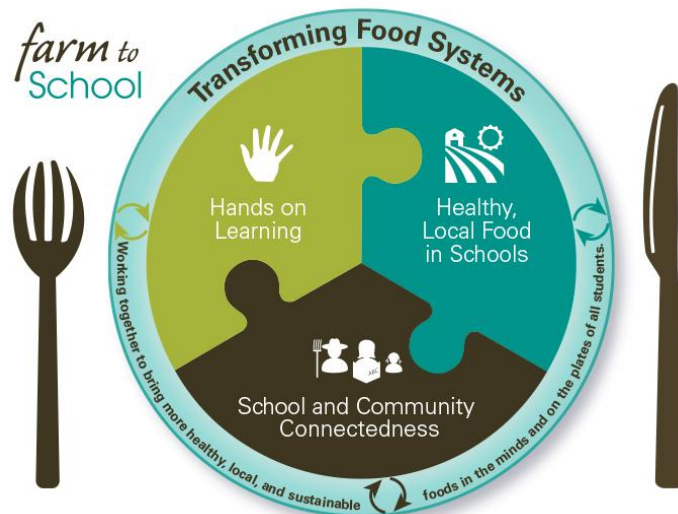 farm to
School
Transforming Food Systems
Hands on
Learning
Healthy,
Local Food
in Schools
ABC
School and Community
Connectedness
Working together to bring more healthy, local, and sustainable
foods in the minds and on the plates of all students.